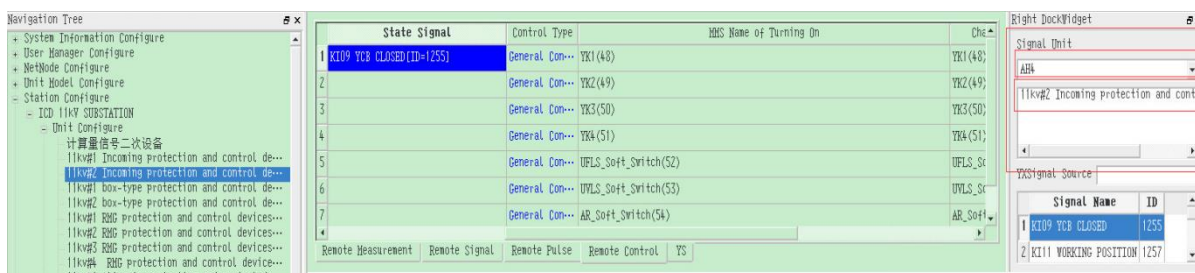 Navigation Tree
+ System Information Configure
+ User Manager Configure
+ NetNode Configure
+ Unit Model Configure
- Station Configure
- ICD 11kV SUBSTATION
- Unit Configure
计算量信号二次设备
11kv#1 Incoming protection and control de···
11kv#2 Incoming protection and control de···
11kv#1 box-type protection and control de···
11kv#2 box-type protection and control de···
11kv#1 RMG protection and control devices···
11kv#2 RMG protection and control devices···
11kv#3 RMG protection and control devices···
11kv#4 RMG protection and control device···
State Signal Control Type MMS Name of Turning On Cha
1 KI09 YCB CLOSED[ID=1255] General Con··· YK1(48) YK1(48)
2 General Con··· YK2(49) YK2(49)
3 General Con··· YK3(50) YK3(50)
4 General Con··· YK4(51) YK4(51)
5 General Con··· UFLS_Soft_Switch(52) UFLS_So
6 General Con··· UVLS_Soft_Switch(53) UVLS_So
7 General Con··· AR_Soft_Switch(54) AR_Soft
Remote Measurement Remote Signal Remote Pulse Remote Control YS
Right DockWidget
Signal Unit
AH4
11kv#2 Incoming protection and cont
YXSignal Source
Signal Name ID
1 KI09 YCB CLOSED 1255
2 KI11 WORKING POSITION 1257